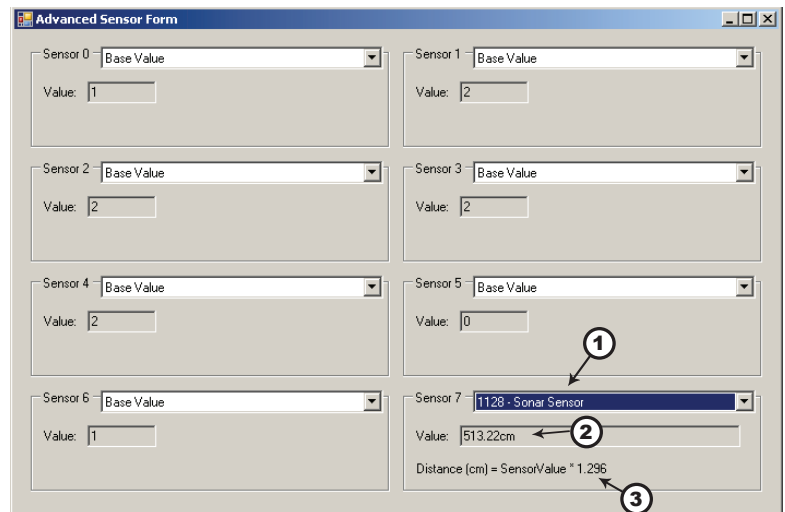 Advanced Sensor Form
Sensor 0 Base Value
Value: 1
Sensor 1 Base Value
Value: 2
Sensor 2 Base Value
Value: 2
Sensor 3 Base Value
Value: 2
Sensor 4 Base Value
Value: 2
Sensor 5 Base Value
Value: 0
1
Sensor 6 Base Value
Value: 1
Sensor 7 1128 - Sonar Sensor
Value: 513.22cm
2
Distance (cm) = SensorValue * 1.296
3